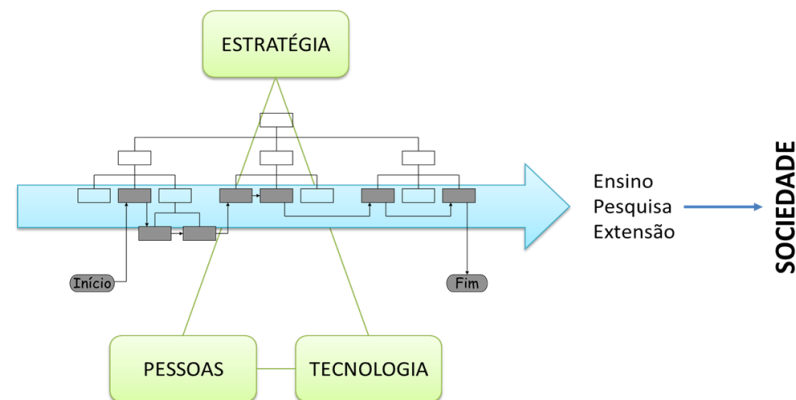 ESTRATÉGIA
Ensino
Pesquisa
Extensão
SOCIEDADE
Início
Fim
PESSOAS
TECNOLOGIA